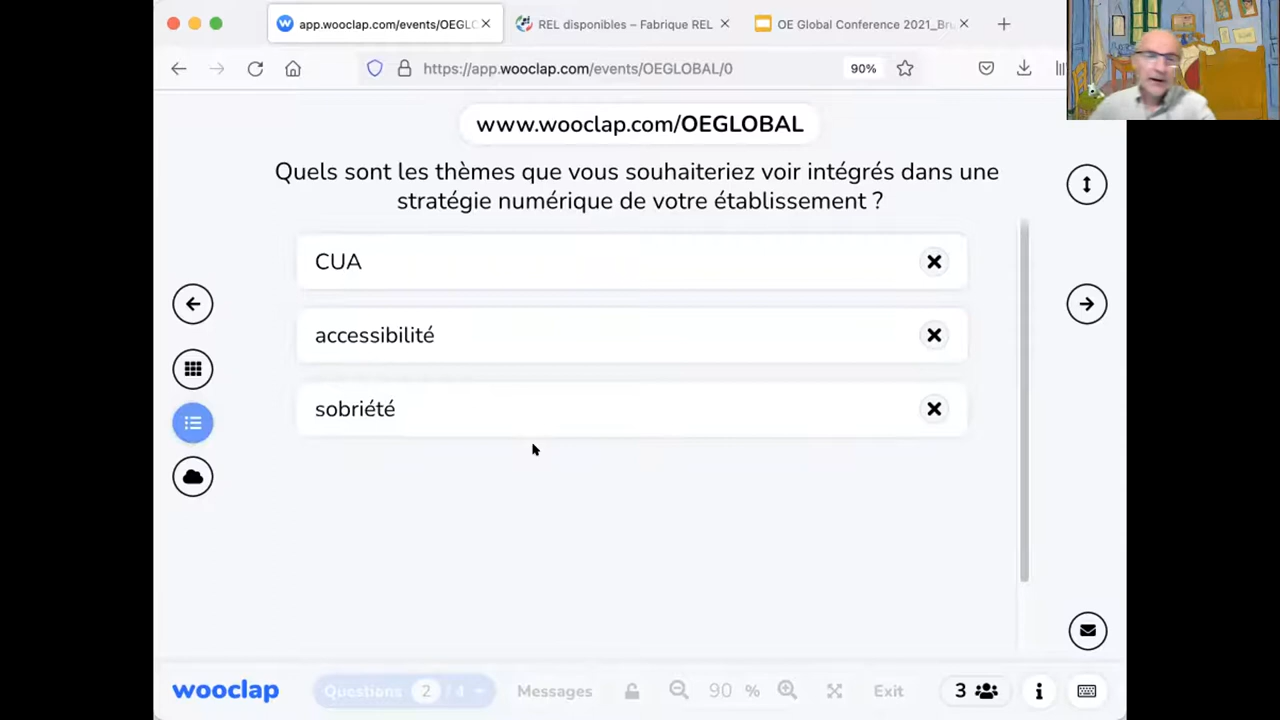 app.wooclap.com/events/OEGLO
REL disponibles – Fabrique REL
OE Global Conference 2021_Bru
https://app.wooclap.com/events/OEGLOBAL/0
90%
www.wooclap.com/OEGLOBAL
Quels sont les thèmes que vous souhaiteriez voir intégrés dans une
stratégie numérique de votre établissement ?
CUA
accessibilité
sobriété
wooclap
Questions 2 / 4
Messages
90 %
Exit
3